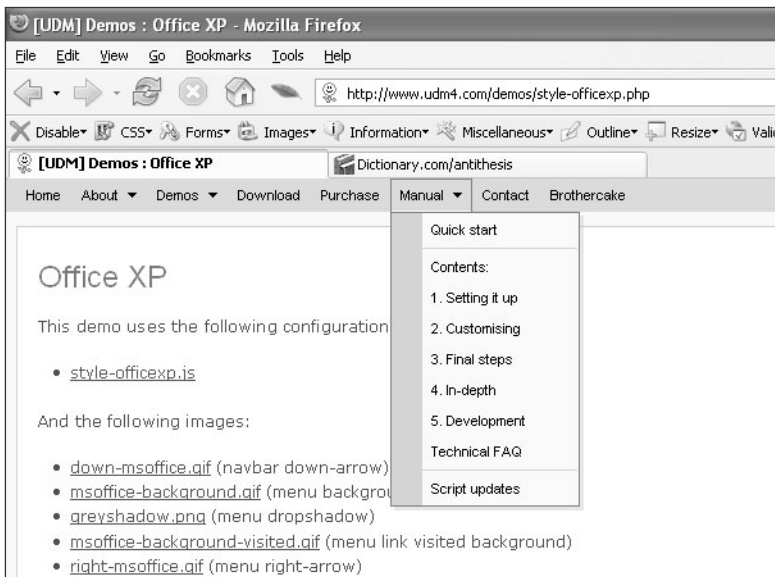 [UDM] Demos : Office XP - Mozilla Firefox
File Edit View Go Bookmarks Tools Help
http://www.udm4.com/demos/style-officexp.php
Disable CSS Forms Images Information Miscellaneous Outline Resize
[UDM] Demos : Office XP Dictionary.com/antithesis
Home About Demos Download Purchase Manual Contact Brothercake
Quick start
Contents:
1. Setting it up
2. Customising
3. Final steps
4. In-depth
5. Development
Technical FAQ
Script updates
Office XP
This demo uses the following configuration
• style-officexp.js
And the following images:
• down-msoffice.gif (navbar down-arrow)
• msoffice-background.gif (menu backgrou
• greyshadow.png (menu dropshadow)
• msoffice-background-visited.gif (menu link visited background)
• right-msoffice.gif (menu right-arrow)